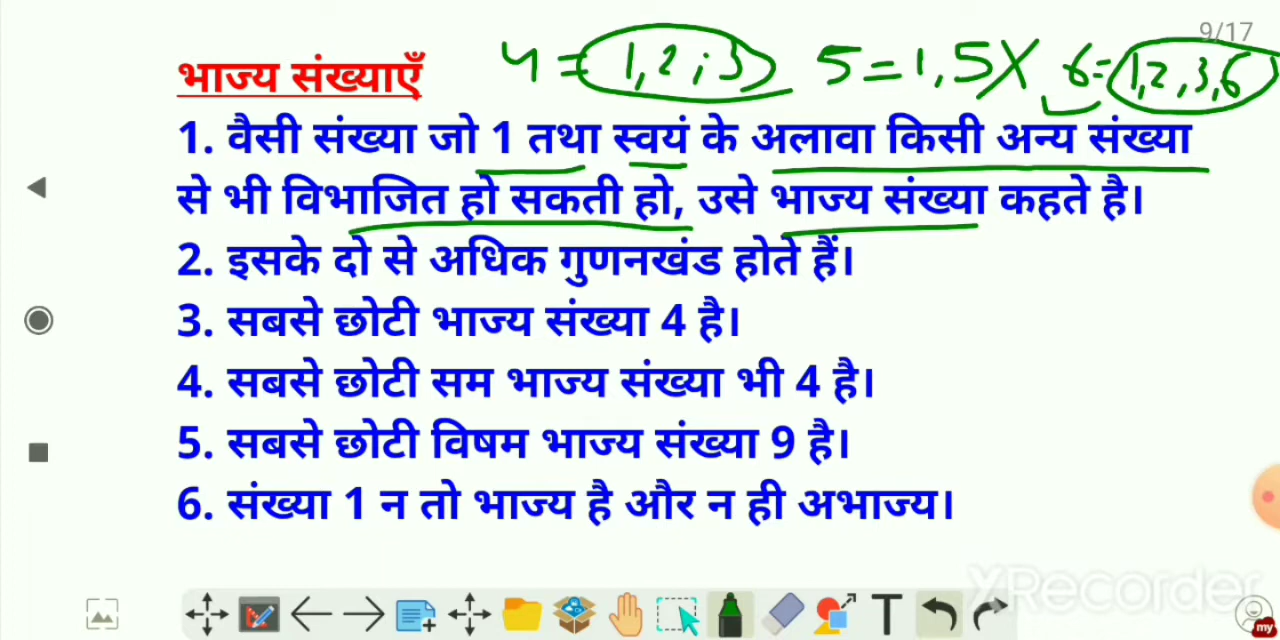 9/17
4 = 1, 2, 3 5 = 1, 5 X 6 = 1, 2, 3, 6
भाज्य संख्याएँ
1. वैसी संख्या जो 1 तथा स्वयं के अलावा किसी अन्य संख्या
से भी विभाजित हो सकती हो, उसे भाज्य संख्या कहते है।
2. इसके दो से अधिक गुणनखंड होते हैं।
3. सबसे छोटी भाज्य संख्या 4 है।
4. सबसे छोटी सम भाज्य संख्या भी 4 है।
5. सबसे छोटी विषम भाज्य संख्या 9 है।
6. संख्या 1 न तो भाज्य है और न ही अभाज्य।
XRecorder
T
my